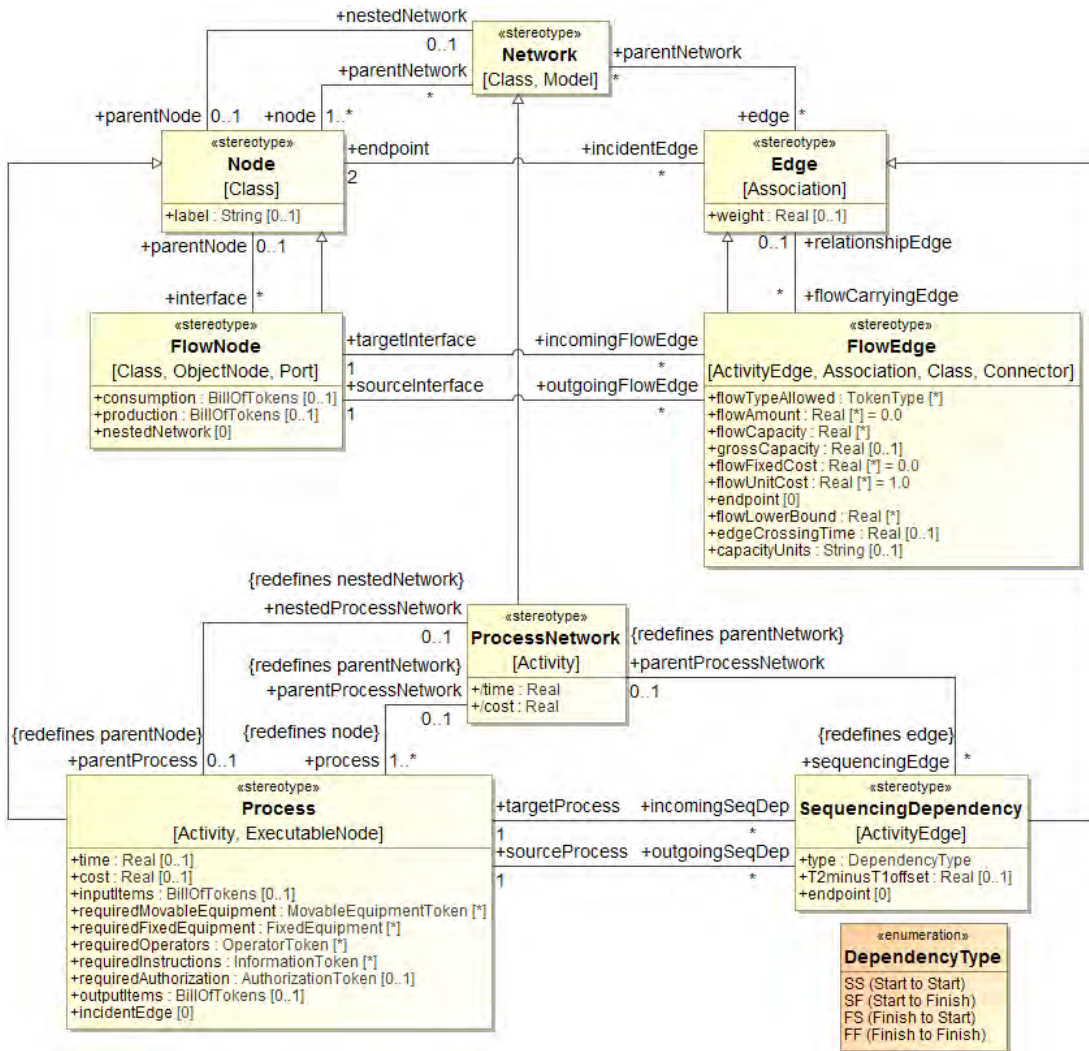 +nestedNetwork
0..1
«stereotype»
Network
[Class, Model]
+parentNetwork
*
+parentNetwork
*
+parentNode
0..1
+node
1..*
+edge
*
«stereotype»
Node
[Class]
+label : String [0..1]
+endpoint
2
+incidentEdge
*
«stereotype»
Edge
[Association]
+weight : Real [0..1]
+parentNode
0..1
0..1
+relationshipEdge
+interface
*
*
+flowCarryingEdge
«stereotype»
FlowNode
[Class, ObjectNode, Port]
+consumption : BillOfTokens [0..1]
+production : BillOfTokens [0..1]
+nestedNetwork [0]
+targetInterface
1
+incomingFlowEdge
*
+sourceInterface
1
+outgoingFlowEdge
*
«stereotype»
FlowEdge
[ActivityEdge, Association, Class, Connector]
+flowTypeAllowed : TokenType [*]
+flowAmount : Real [*] = 0.0
+flowCapacity : Real [*]
+grossCapacity : Real [0..1]
+flowFixedCost : Real [*] = 0.0
+flowUnitCost : Real [*] = 1.0
+endpoint [0]
+flowLowerBound : Real [*]
+edgeCrossingTime : Real [0..1]
+capacityUnits : String [0..1]
{redefines nestedNetwork}
+nestedProcessNetwork
0..1
«stereotype»
ProcessNetwork
[Activity]
+/time : Real
+/cost : Real
{redefines parentNetwork}
+parentProcessNetwork
0..1
{redefines parentNetwork}
+parentProcessNetwork
0..1
{redefines parentNode}
+parentProcess
0..1
{redefines node}
+process
1..*
{redefines edge}
+sequencingEdge
*
«stereotype»
Process
[Activity, ExecutableNode]
+time : Real [0..1]
+cost : Real [0..1]
+inputItems : BillOfTokens [0..1]
+requiredMovableEquipment : MovableEquipmentToken [*]
+requiredFixedEquipment : FixedEquipment [*]
+requiredOperators : OperatorToken [*]
+requiredInstructions : InformationToken [*]
+requiredAuthorization : AuthorizationToken [0..1]
+outputItems : BillOfTokens [0..1]
+incidentEdge [0]
+targetProcess
1
+incomingSeqDep
*
+sourceProcess
1
+outgoingSeqDep
*
«stereotype»
SequencingDependency
[ActivityEdge]
+type : DependencyType
+T2minusT1offset : Real [0..1]
+endpoint [0]
«enumeration»
DependencyType
SS (Start to Start)
SF (Start to Finish)
FS (Finish to Start)
FF (Finish to Finish)